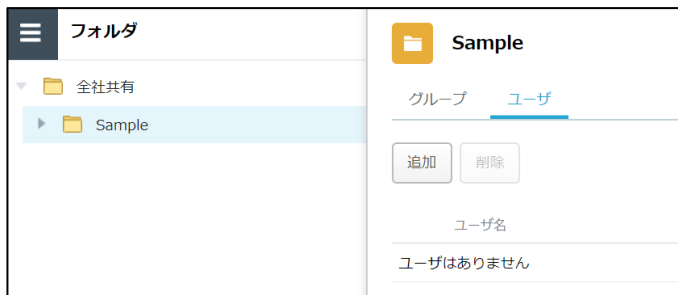 フォルダ
全社共有
Sample
Sample
グループ ユーザ
追加 削除
ユーザ名
ユーザはありません